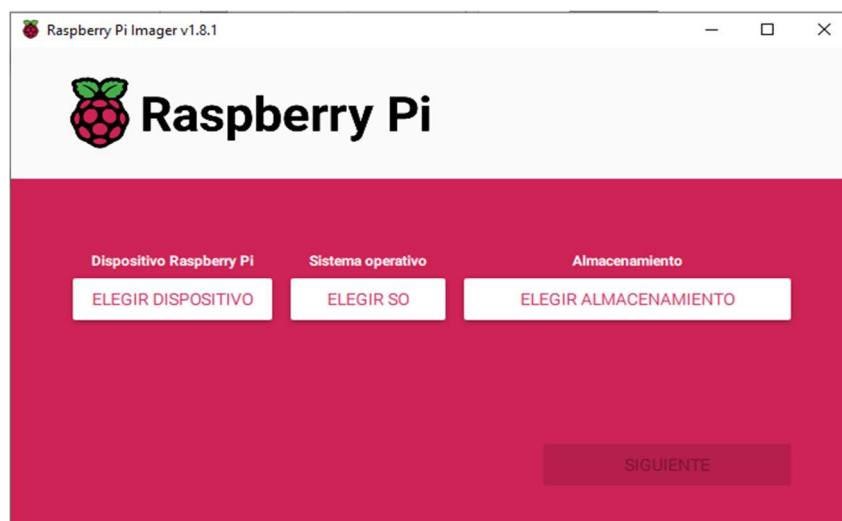 Raspberry Pi Imager v1.8.1
Raspberry Pi
Dispositivo Raspberry Pi Sistema operativo Almacenamiento
ELEGIR DISPOSITIVO ELEGIR SO ELEGIR ALMACENAMIENTO
SIGUIENTE